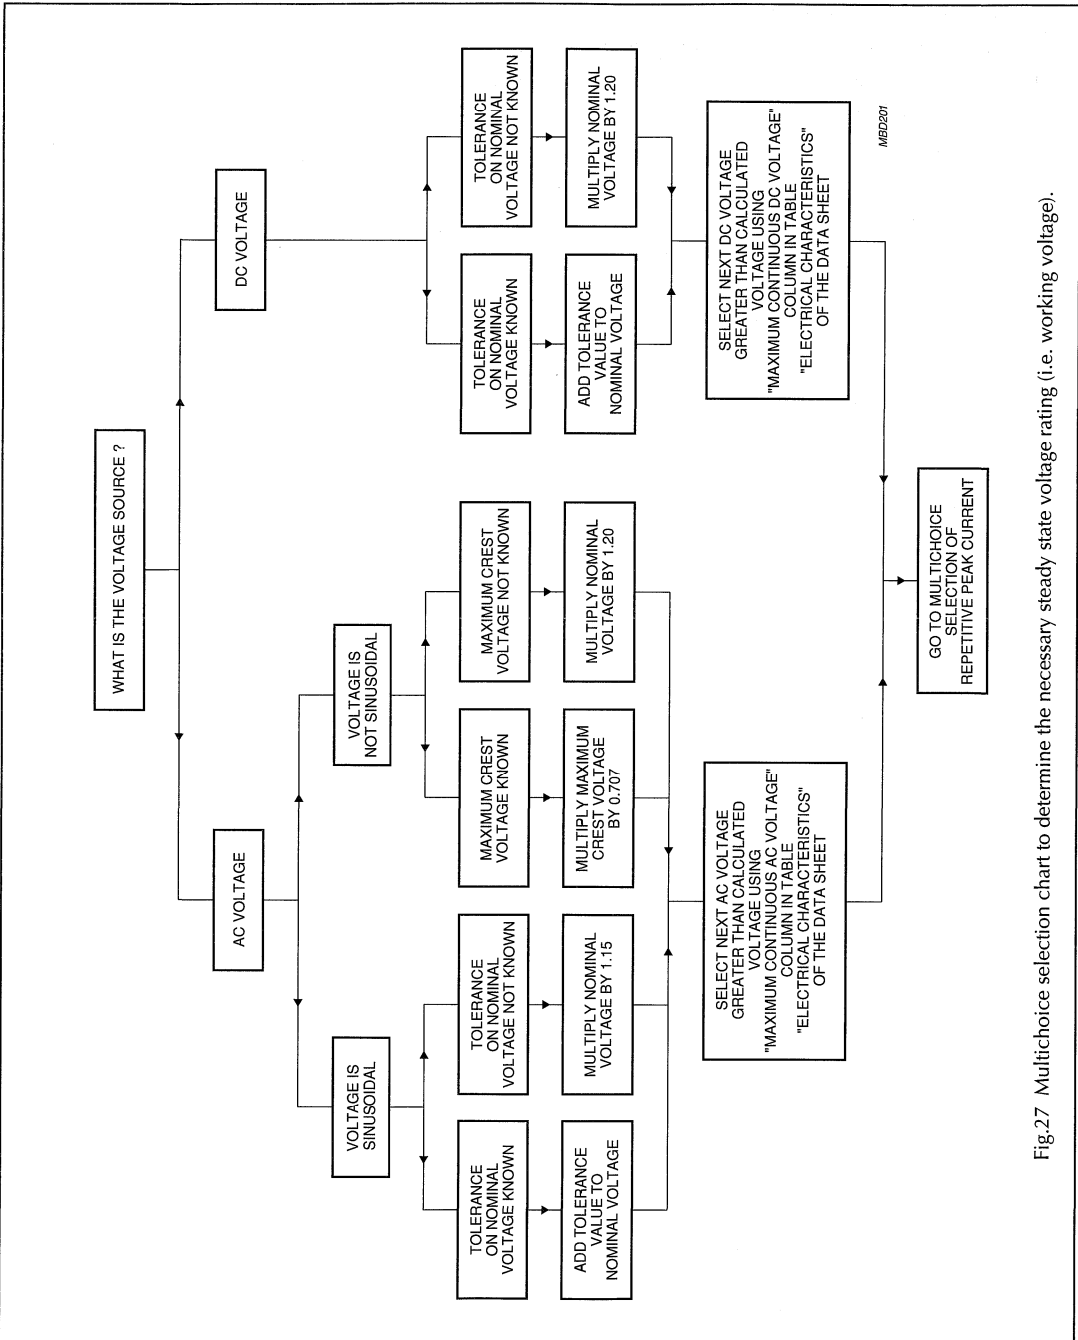 WHAT IS THE VOLTAGE SOURCE ?
AC VOLTAGE
DC VOLTAGE
VOLTAGE IS
SINUSOIDAL
VOLTAGE IS
NOT SINUSOIDAL
TOLERANCE
ON NOMINAL
VOLTAGE KNOWN
TOLERANCE
ON NOMINAL
VOLTAGE NOT KNOWN
MAXIMUM CREST
VOLTAGE KNOWN
MAXIMUM CREST
VOLTAGE NOT KNOWN
TOLERANCE
ON NOMINAL
VOLTAGE KNOWN
TOLERANCE
ON NOMINAL
VOLTAGE NOT KNOWN
ADD TOLERANCE
VALUE TO
NOMINAL VOLTAGE
MULTIPLY NOMINAL
VOLTAGE BY 1.15
MULTIPLY MAXIMUM
CREST VOLTAGE
BY 0.707
MULTIPLY NOMINAL
VOLTAGE BY 1.20
ADD TOLERANCE
VALUE TO
NOMINAL VOLTAGE
MULTIPLY NOMINAL
VOLTAGE BY 1.20
SELECT NEXT AC VOLTAGE
GREATER THAN CALCULATED
VOLTAGE USING
"MAXIMUM CONTINUOUS AC VOLTAGE"
COLUMN IN TABLE
"ELECTRICAL CHARACTERISTICS"
OF THE DATA SHEET
SELECT NEXT DC VOLTAGE
GREATER THAN CALCULATED
VOLTAGE USING
"MAXIMUM CONTINUOUS DC VOLTAGE"
COLUMN IN TABLE
"ELECTRICAL CHARACTERISTICS"
OF THE DATA SHEET
MBD201
GO TO MULTICHOICE
SELECTION OF
REPETITIVE PEAK CURRENT
Fig.27 Multichoice selection chart to determine the necessary steady state voltage rating (i.e. working voltage).